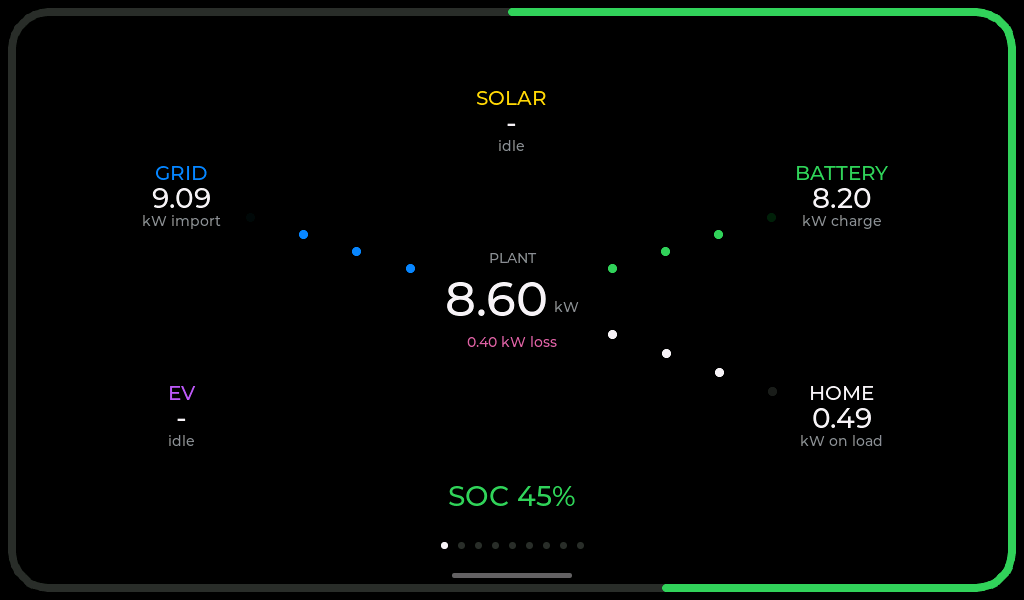 SOLAR
-
idle
GRID
9.09
kW import
BATTERY
8.20
kW charge
PLANT
8.60 kW
0.40 kW loss
EV
-
idle
HOME
0.49
kW on load
SOC 45%